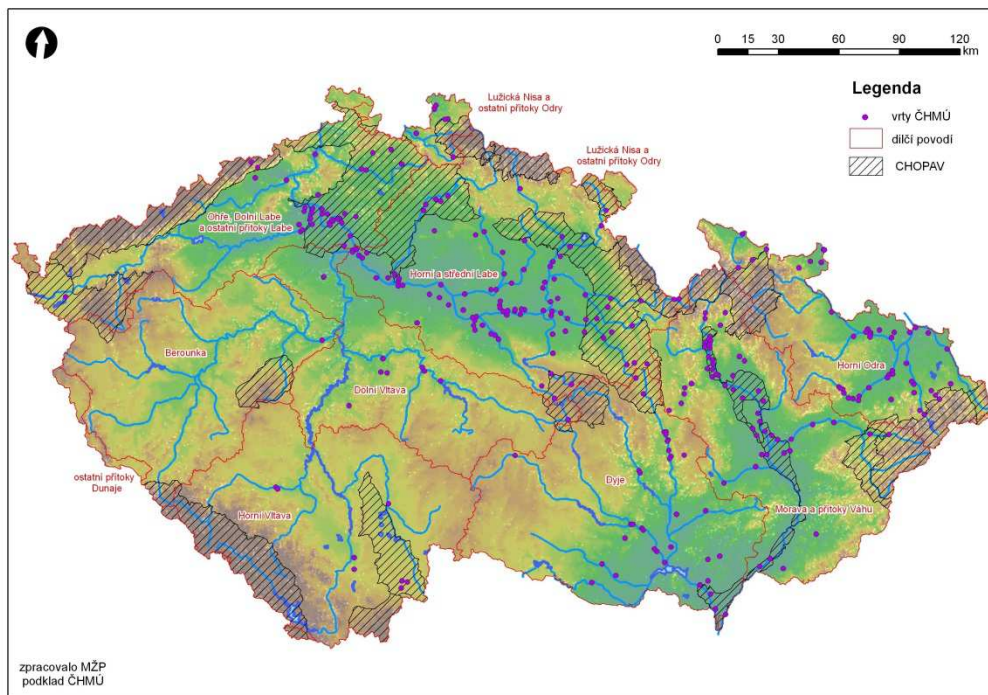 0 15 30 60 90 120
km
Legenda
vrty ČHMÚ
dílčí povodí
CHOPAV
Lužická Nisa a
ostatní přítoky Odry
Lužická Nisa a
ostatní přítoky Odry
Ohře, Dolní Labe
a ostatní přítoky Labe
Horní a střední Labe
Berounka
Horní Odra
Dolní Vltava
ostatní přítoky
Dunaje
Dyje
Horní Vltava
Morava a přítoky Váhu
zpracovalo MŽP
podklad ČHMÚ